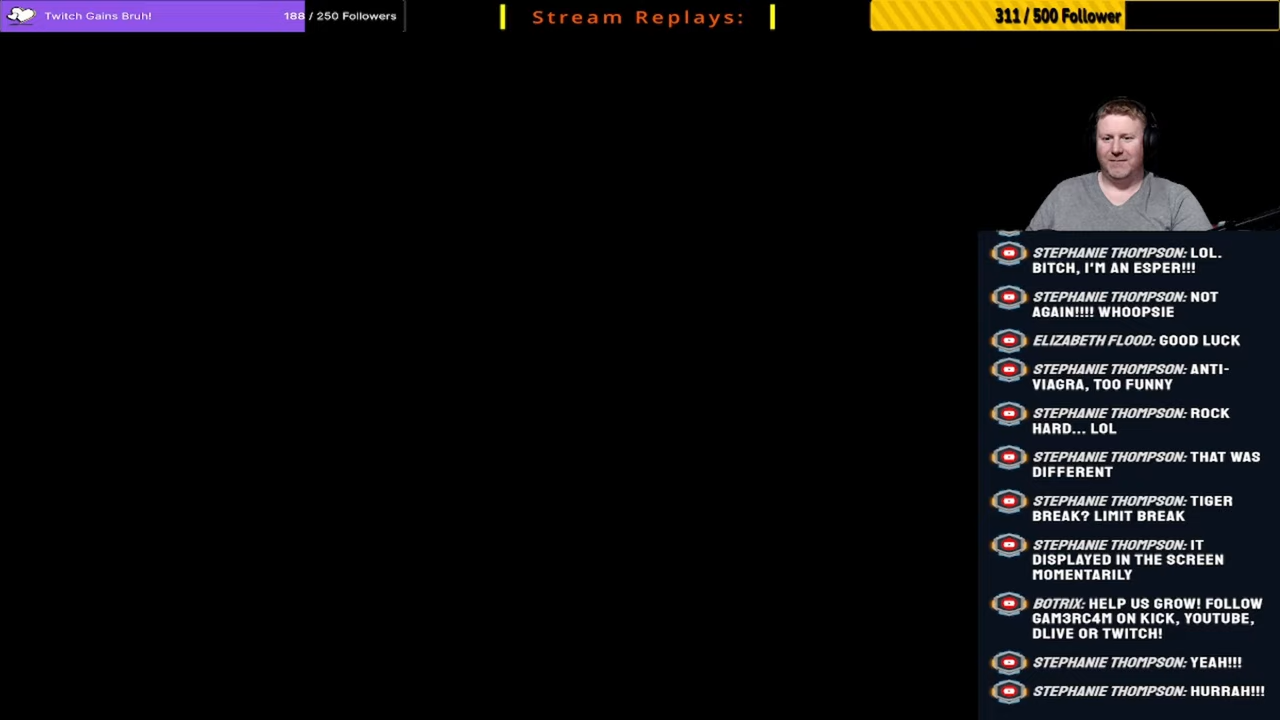 Twitch Gains Bruh!
188 / 250 Followers
Stream Replays:
311 / 500 Follower
STEPHANIE THOMPSON: LOL.
BITCH, I'M AN ESPER!!!
STEPHANIE THOMPSON: NOT
AGAIN!!!! WHOOPSIE
ELIZABETH FLOOD: GOOD LUCK
STEPHANIE THOMPSON: ANTI-
VIAGRA, TOO FUNNY
STEPHANIE THOMPSON: ROCK
HARD... LOL
STEPHANIE THOMPSON: THAT WAS
DIFFERENT
STEPHANIE THOMPSON: TIGER
BREAK? LIMIT BREAK
STEPHANIE THOMPSON: IT
DISPLAYED IN THE SCREEN
MOMENTARILY
BOTRIX: HELP US GROW! FOLLOW
GAM3RC4M ON KICK, YOUTUBE,
DLIVE OR TWITCH!
STEPHANIE THOMPSON: YEAH!!!
STEPHANIE THOMPSON: HURRAH!!!